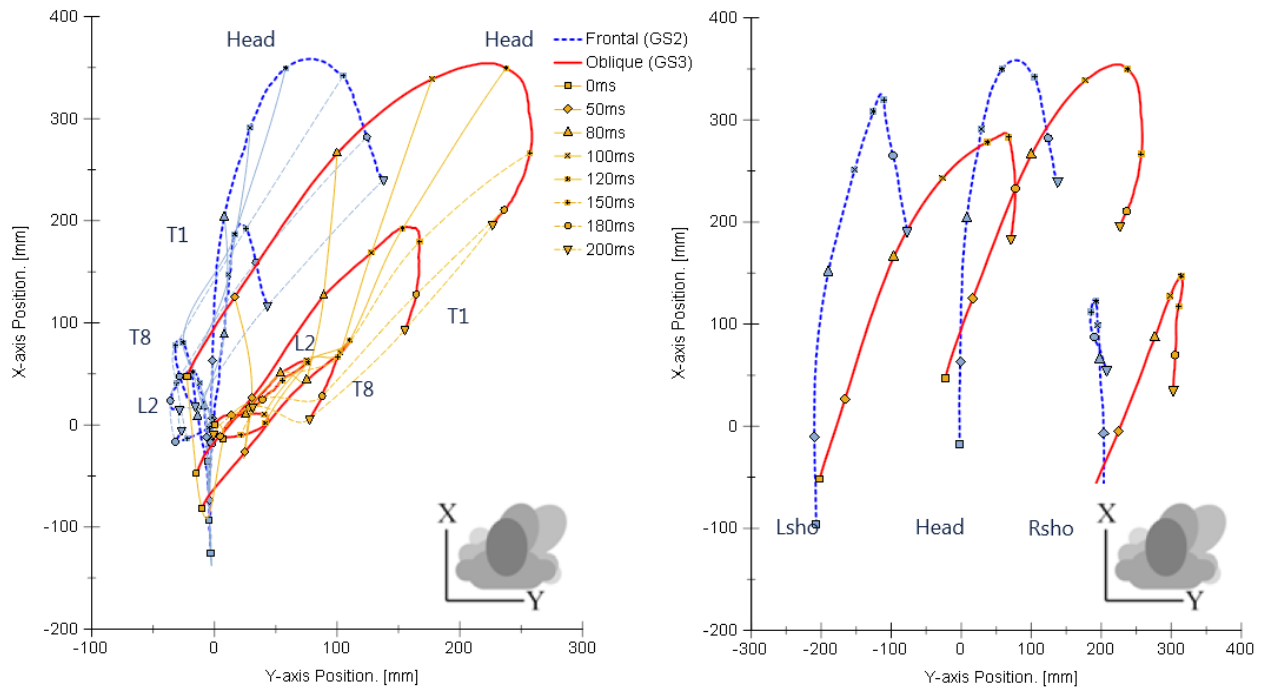 400
300
200
100
0
-100
-200
X-axis Position. [mm]
-100
0
100
200
300
Y-axis Position. [mm]
Head
Head
T1
T8
L2
L2
T8
T1
X
Y
Frontal (GS2)
Oblique (GS3)
0ms
50ms
80ms
100ms
120ms
150ms
180ms
200ms
400
300
200
100
0
-100
-200
X-axis Position. [mm]
-300
-200
-100
0
100
200
300
400
Y-axis Position. [mm]
Lsho
Head
Rsho
X
Y